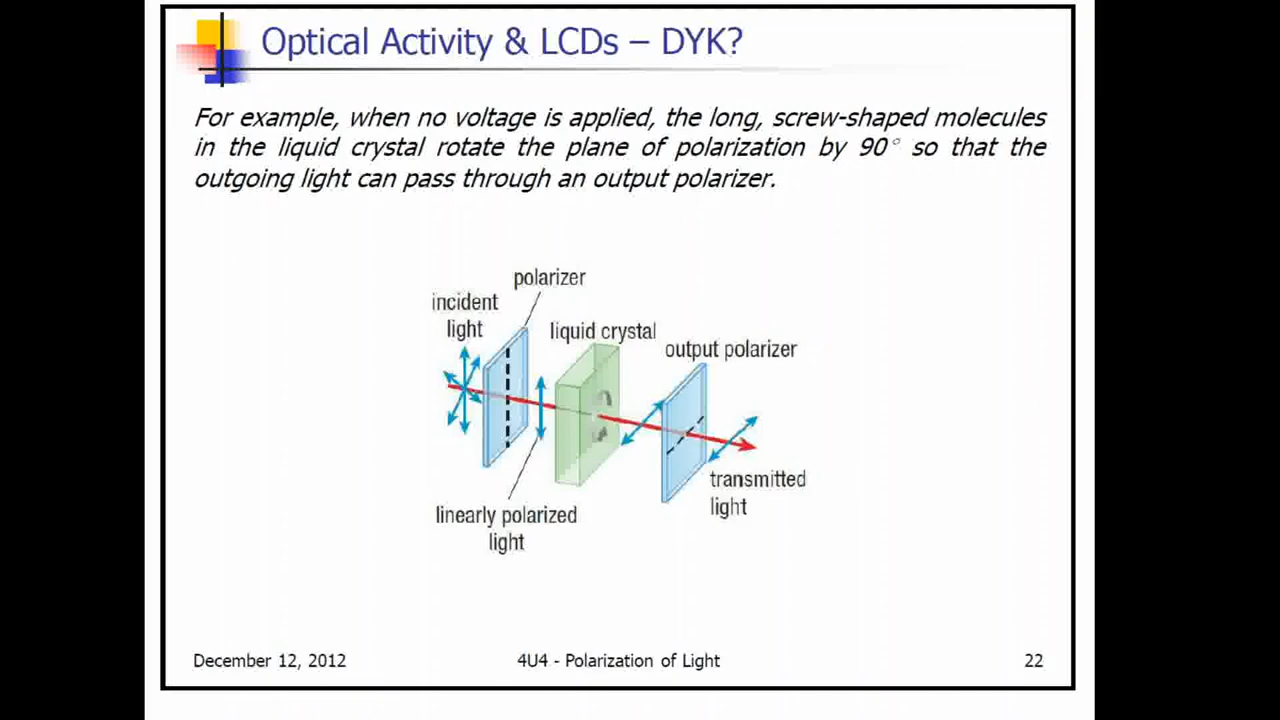 Optical Activity & LCDs – DYK?
For example, when no voltage is applied, the long, screw-shaped molecules
in the liquid crystal rotate the plane of polarization by 90° so that the
outgoing light can pass through an output polarizer.
polarizer
incident
light
liquid crystal
output polarizer
transmitted
light
linearly polarized
light
December 12, 2012
4U4 - Polarization of Light
22